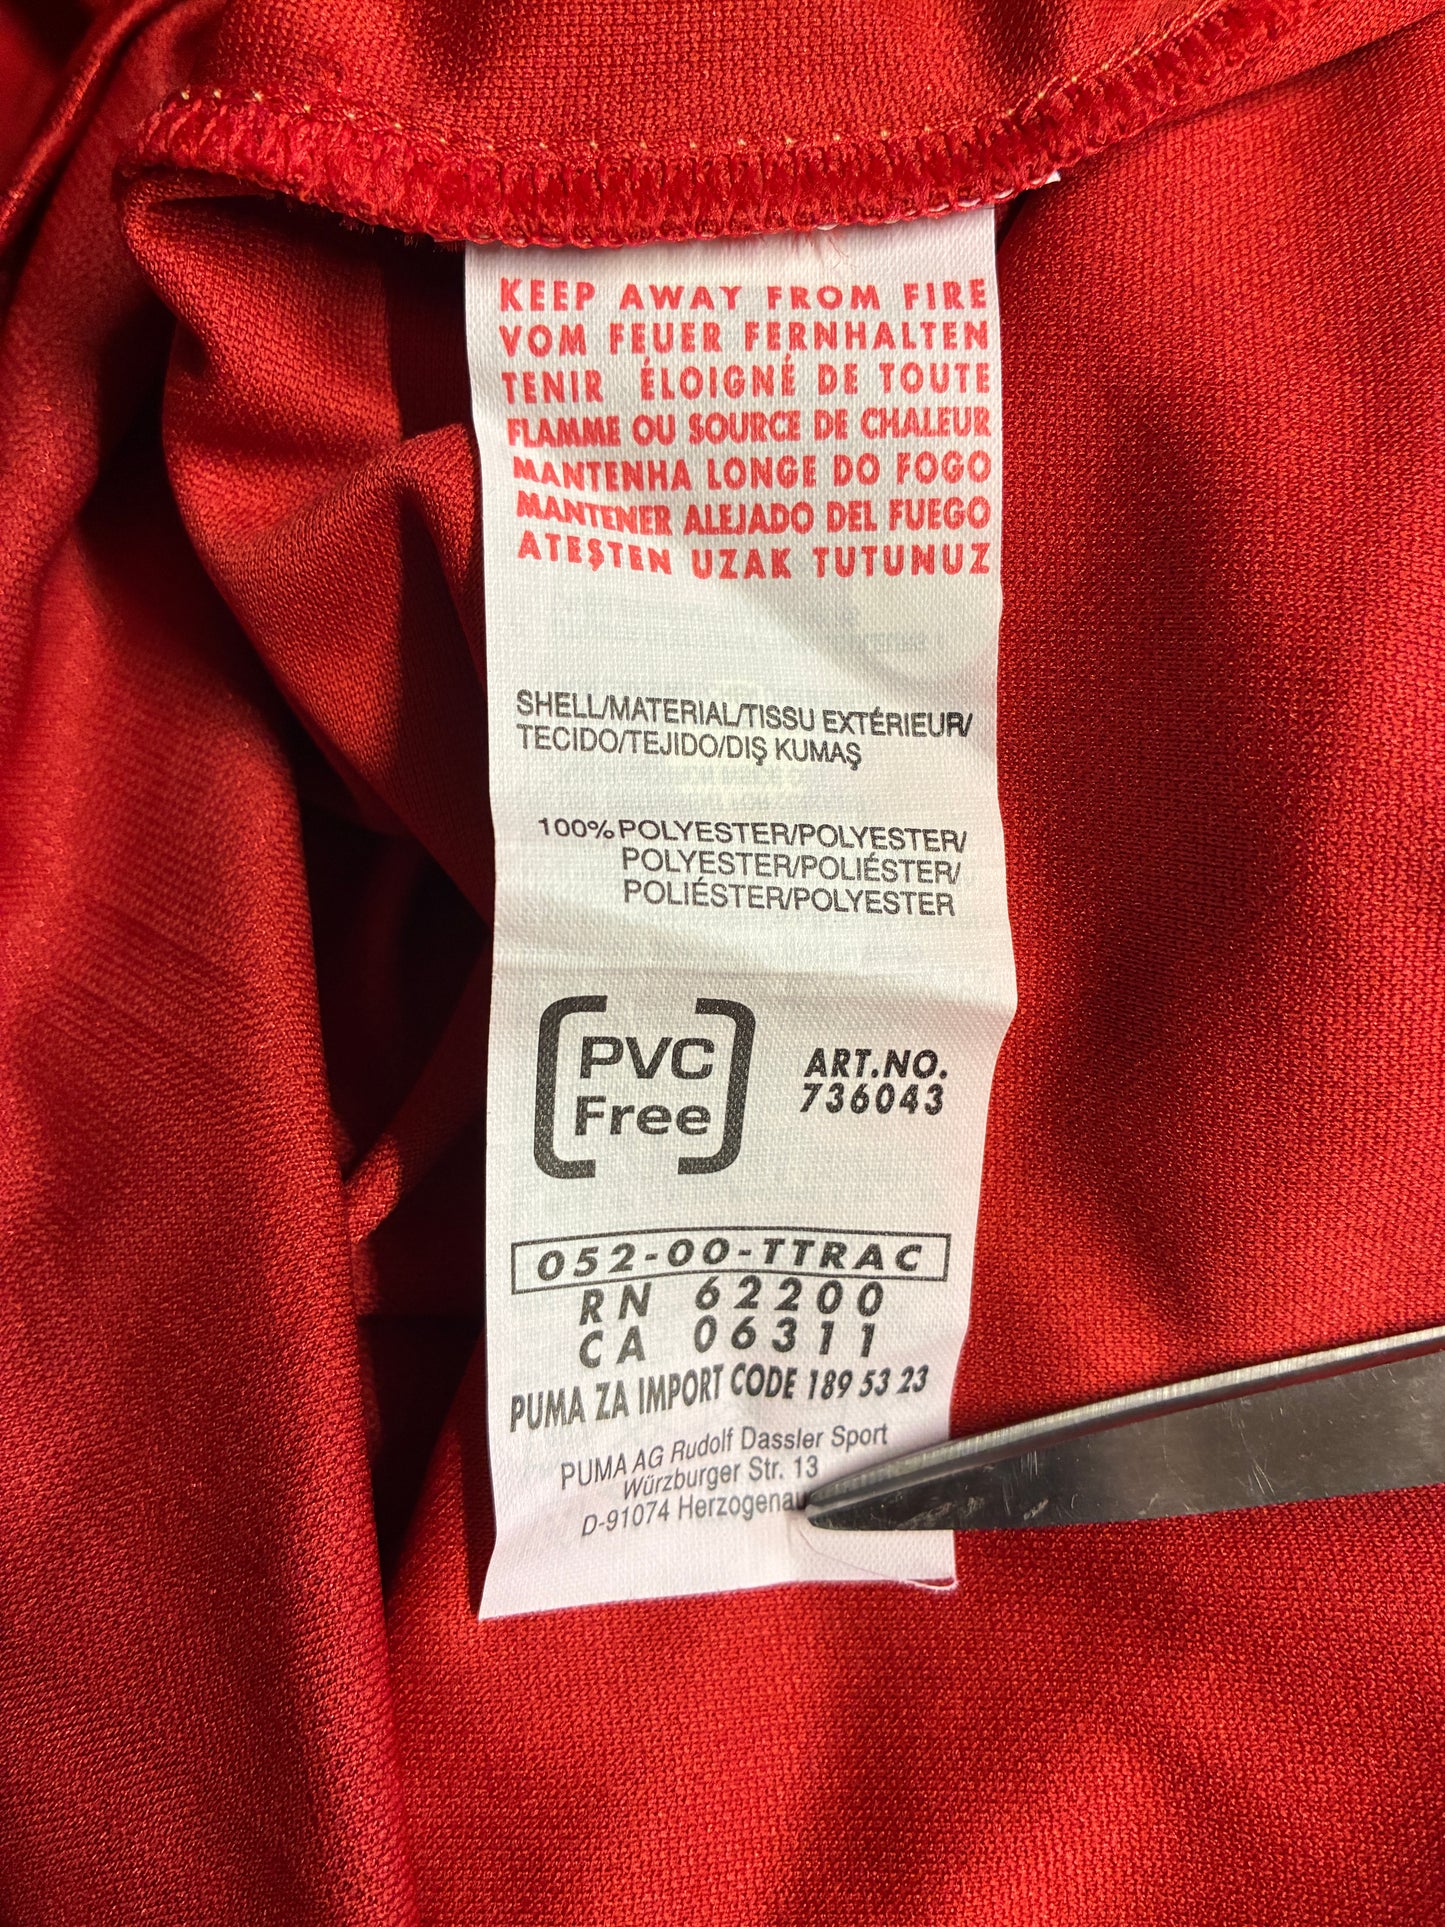 KEEP AWAY FROM FIRE
VOM FEUER FERNHALTEN
TENIR ÉLOIGNÉ DE TOUTE
FLAMME OU SOURCE DE CHALEUR
MANTENHA LONGE DO FOGO
MANTENER ALEJADO DEL FUEGO
ATEŞTEN UZAK TUTUNUZ
SHELL/MATERIAL/TISSU EXTÉRIEUR/
TECIDO/TEJIDO/DIŞ KUMAŞ
100% POLYESTER/POLYESTER/
POLYESTER/POLIÉSTER/
POLIÉSTER/POLYESTER
PVC
Free
ART.NO.
736043
052-00-TTRAC
RN 62200
CA 06311
PUMA ZA IMPORT CODE 189 53 23
PUMA AG Rudolf Dassler Sport
Würzburger Str. 13
D-91074 Herzogenau